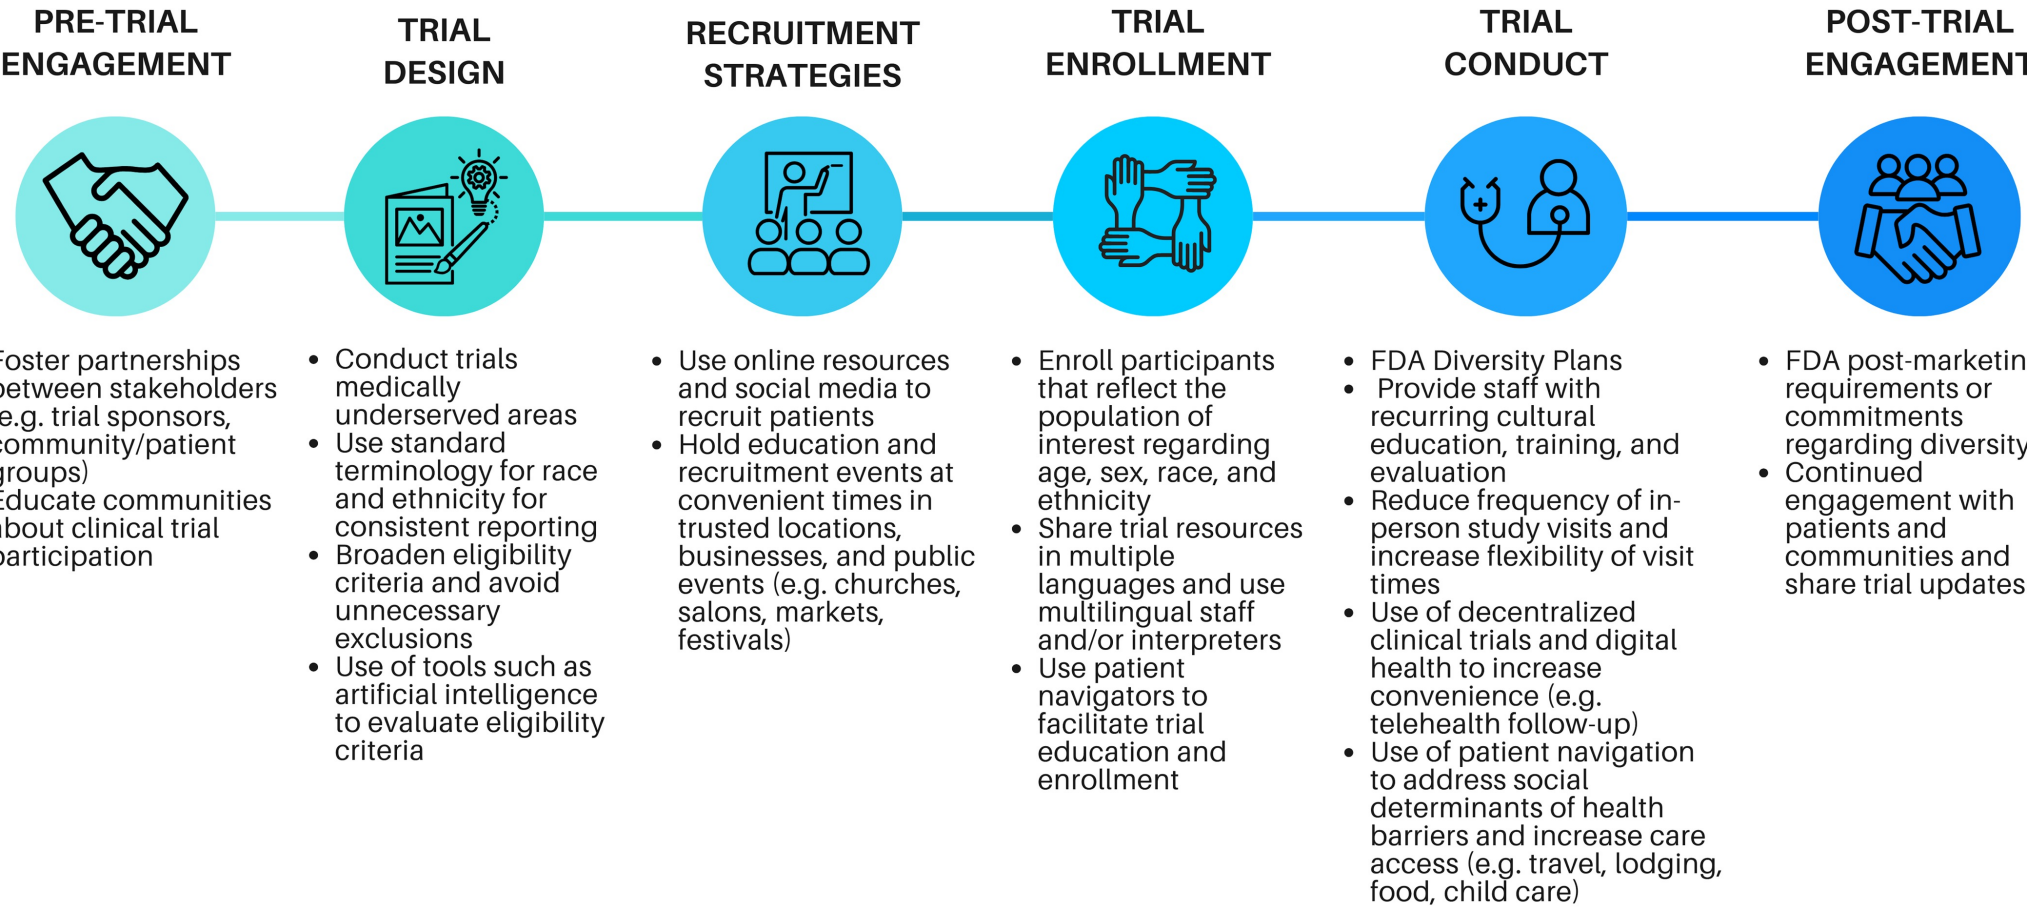 PRE-TRIAL
ENGAGEMENT
Foster partnerships
between stakeholders
e.g. trial sponsors,
community/patient
groups)
Educate communities
about clinical trial
participation
TRIAL
DESIGN
• Conduct trials
medically
underserved areas
• Use standard
terminology for race
and ethnicity for
consistent reporting
• Broaden eligibility
criteria and avoid
unnecessary
exclusions
• Use of tools such as
artificial intelligence
to evaluate eligibility
criteria
RECRUITMENT
STRATEGIES
• Use online resources
and social media to
recruit patients
• Hold education and
recruitment events at
convenient times in
trusted locations,
businesses, and public
events (e.g. churches,
salons, markets,
festivals)
TRIAL
ENROLLMENT
• Enroll participants
that reflect the
population of
interest regarding
age, sex, race, and
ethnicity
• Share trial resources
in multiple
languages and use
multilingual staff
and/or interpreters
• Use patient
navigators to
facilitate trial
education and
enrollment
TRIAL
CONDUCT
• FDA Diversity Plans
• Provide staff with
recurring cultural
education, training, and
evaluation
• Reduce frequency of in-
person study visits and
increase flexibility of visit
times
• Use of decentralized
clinical trials and digital
health to increase
convenience (e.g.
telehealth follow-up)
• Use of patient navigation
to address social
determinants of health
barriers and increase care
access (e.g. travel, lodging,
food, child care)
POST-TRIAL
ENGAGEMENT
• FDA post-marketin
requirements or
commitments
regarding diversity
• Continued
engagement with
patients and
communities and
share trial updates